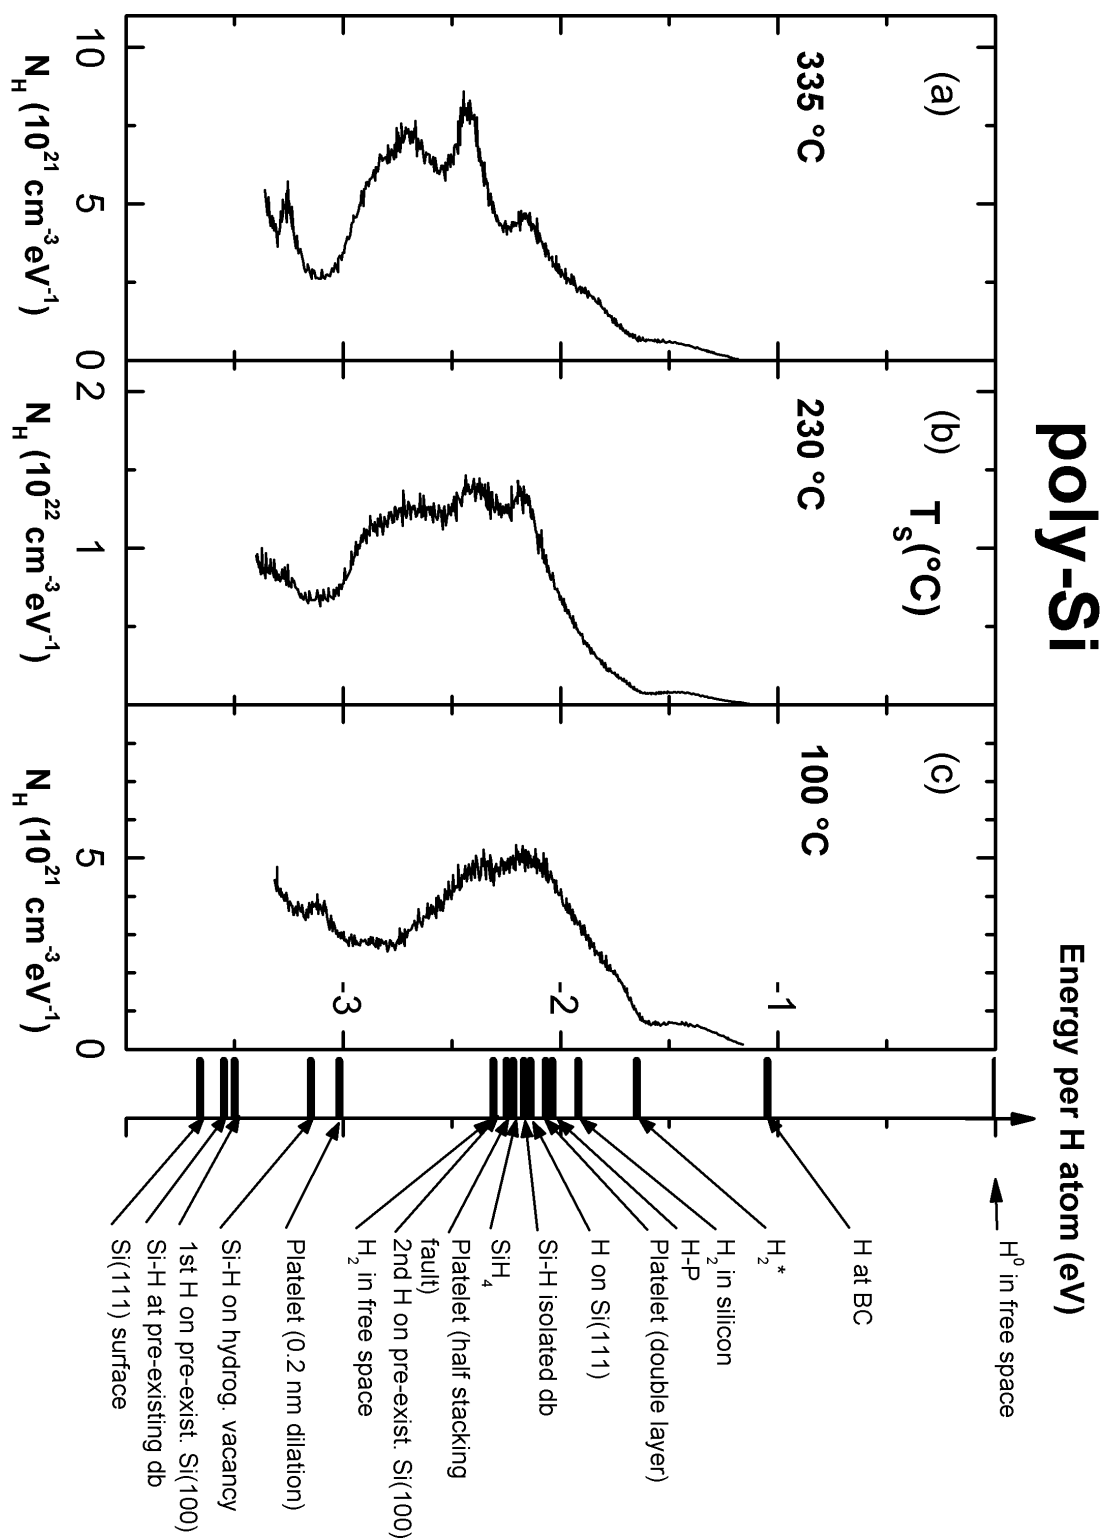 poly-Si
Energy per H atom (eV)
(a)
335 °C
(b)
T_S(°C)
230 °C
(c)
100 °C
-1
-2
-3
10
5
0
N_H (10^21 cm^-3 eV^-1)
2
1
N_H (10^22 cm^-3 eV^-1)
5
0
N_H (10^21 cm^-3 eV^-1)
H^0 in free space
H at BC
H_2*
H_2 in silicon
H-P
Platelet (double layer)
H on Si(111)
Si-H isolated db
SiH_4
Platelet (half stacking
fault)
2nd H on pre-exist. Si(100)
H_2 in free space
Platelet (0.2 nm dilation)
Si-H on hydrog. vacancy
1st H on pre-exist. Si(100)
Si-H at pre-existing db
Si(111) surface